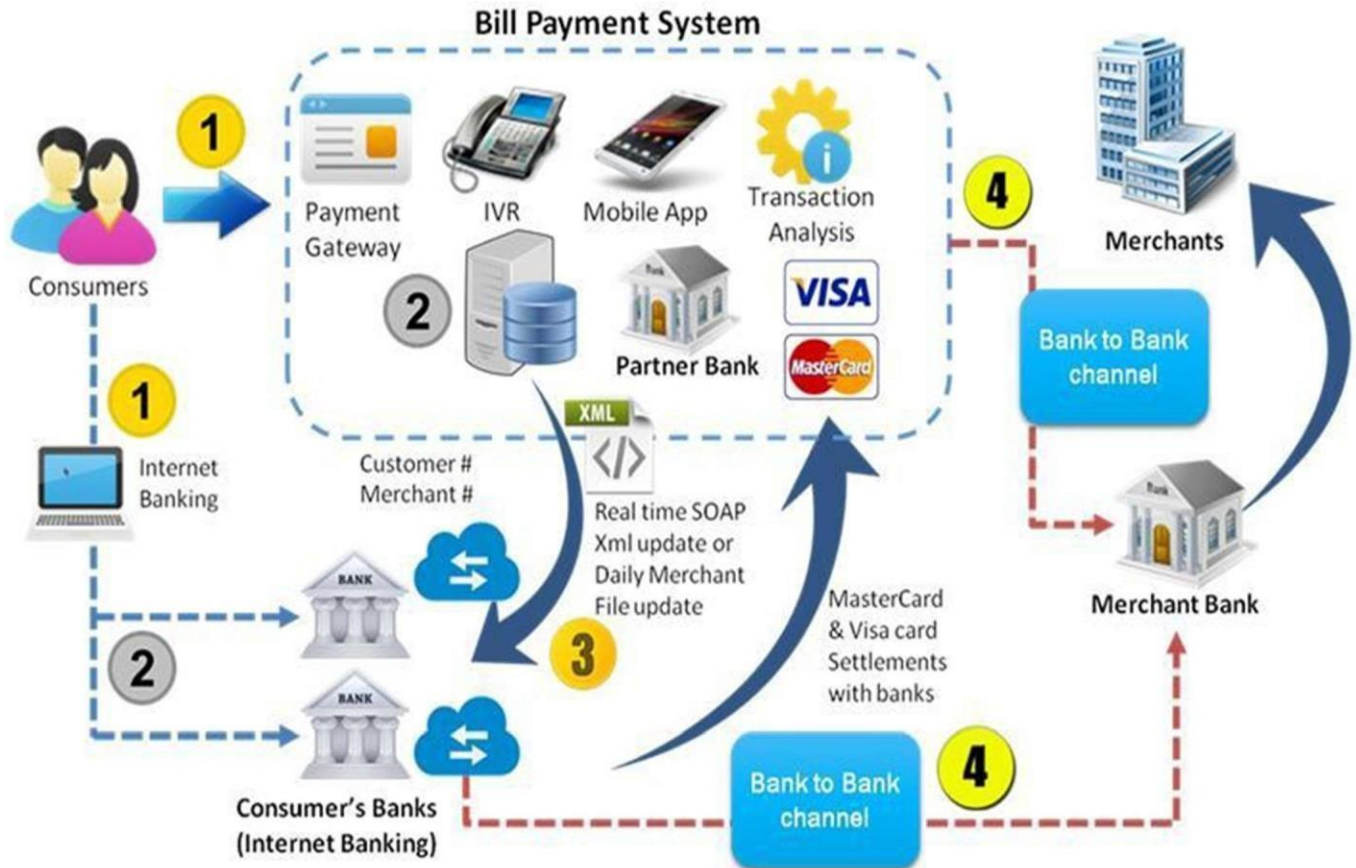 Bill Payment System
1
Consumers
Payment
Gateway
IVR
Mobile App
i
Transaction
Analysis
2
Bank
Partner Bank
VISA
MasterCard
4
Merchants
Bank to Bank
channel
Bank
Merchant Bank
1
Internet
Banking
2
Customer #
Merchant #
XML
</>
Real time SOAP
Xml update or
Daily Merchant
File update
3
BANK
BANK
Consumer's Banks
(Internet Banking)
MasterCard
& Visa card
Settlements
with banks
Bank to Bank
channel
4